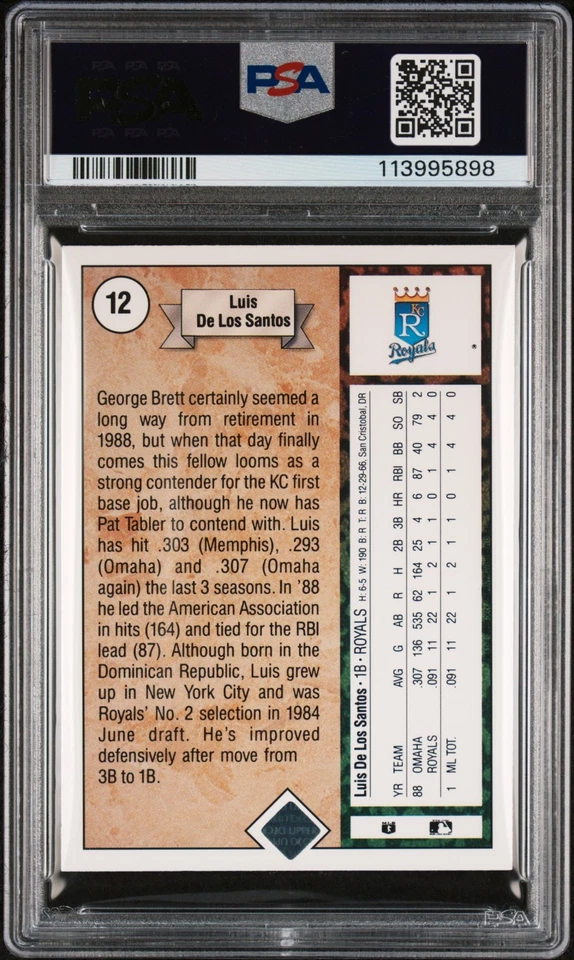 PSA
113995898
12
Luis
De Los Santos
George Brett certainly seemed a
long way from retirement in
1988, but when that day finally
comes this fellow looms as a
strong contender for the KC first
base job, although he now has
Pat Tabler to contend with. Luis
has hit .303 (Memphis), .293
(Omaha) and .307 (Omaha
again) the last 3 seasons. In '88
he led the American Association
in hits (164) and tied for the RBI
lead (87). Although born in the
Dominican Republic, Luis grew
up in New York City and was
Royals' No. 2 selection in 1984
June draft. He's improved
defensively after move from
3B to 1B.
KC
R
Royals
®
Luis De Los Santos • 1B • ROYALS H: 6-5 W: 190 B: R T: R B: 12-29-66, San Cristobal, DR
YR TEAM AVG G AB R H 2B 3B HR RBI BB SO SB
88 OMAHA .307 136 535 62 164 25 4 6 87 40 79 2
ROYALS .091 11 22 1 2 1 1 0 1 4 4 0
1 ML TOT. .091 11 22 1 2 1 1 0 1 4 4 0
PSA